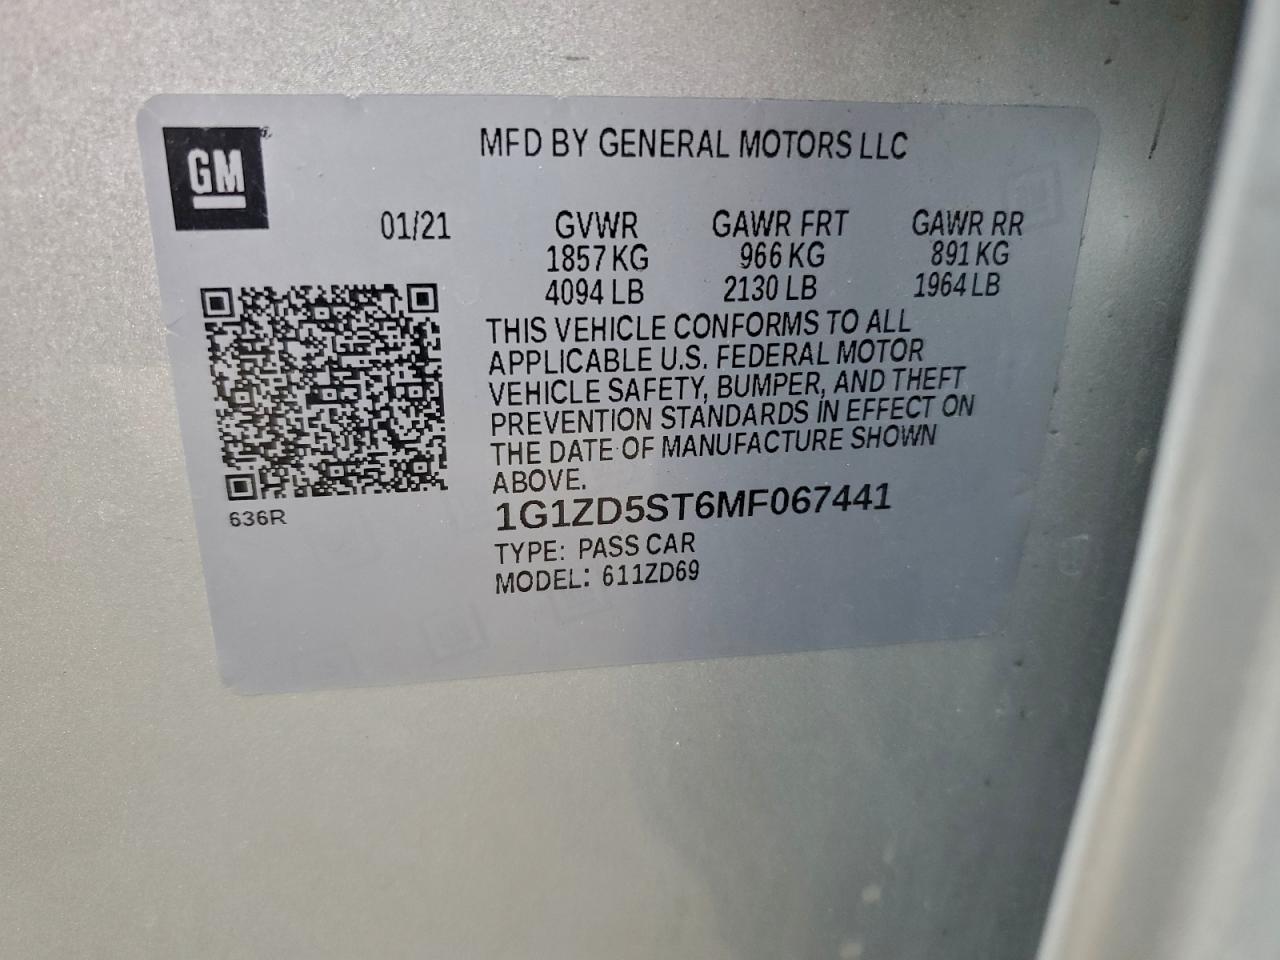 GM
MFD BY GENERAL MOTORS LLC
01/21
GVWR GAWR FRT GAWR RR
1857 KG 966 KG 891 KG
4094 LB 2130 LB 1964 LB
THIS VEHICLE CONFORMS TO ALL
APPLICABLE U.S. FEDERAL MOTOR
VEHICLE SAFETY, BUMPER, AND THEFT
PREVENTION STANDARDS IN EFFECT ON
THE DATE OF MANUFACTURE SHOWN
ABOVE.
636R
1G1ZD5ST6MF067441
TYPE: PASS CAR
MODEL: 611ZD69